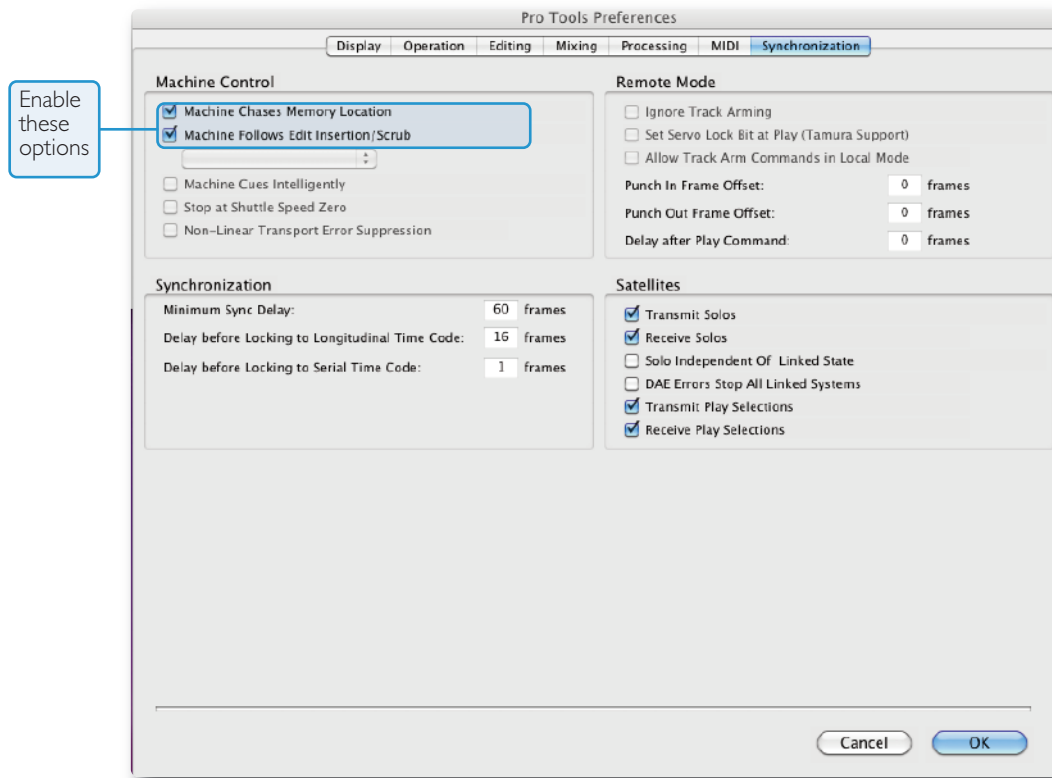 Pro Tools Preferences
Display Operation Editing Mixing Processing MIDI Synchronization
Enable
these
options
Machine Control
Machine Chases Memory Location
Machine Follows Edit Insertion/Scrub
Machine Cues Intelligently
Stop at Shuttle Speed Zero
Non-Linear Transport Error Suppression
Remote Mode
Ignore Track Arming
Set Servo Lock Bit at Play (Tamura Support)
Allow Track Arm Commands in Local Mode
Punch In Frame Offset: 0 frames
Punch Out Frame Offset: 0 frames
Delay after Play Command: 0 frames
Synchronization
Minimum Sync Delay: 60 frames
Delay before Locking to Longitudinal Time Code: 16 frames
Delay before Locking to Serial Time Code: 1 frames
Satellites
Transmit Solos
Receive Solos
Solo Independent Of Linked State
DAE Errors Stop All Linked Systems
Transmit Play Selections
Receive Play Selections
Cancel OK